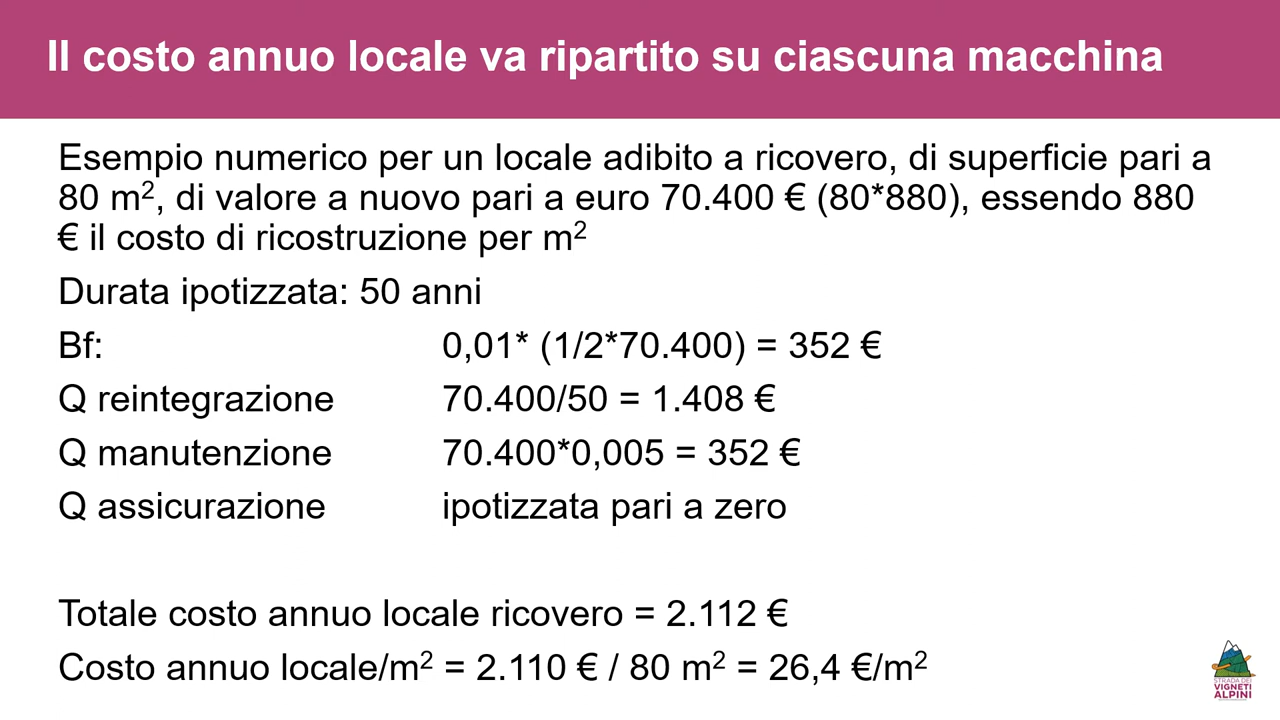 Il costo annuo locale va ripartito su ciascuna macchina
Esempio numerico per un locale adibito a ricovero, di superficie pari a
80 m², di valore a nuovo pari a euro 70.400 € (80*880), essendo 880
€ il costo di ricostruzione per m²
Durata ipotizzata: 50 anni
Bf: 0,01* (1/2*70.400) = 352 €
Q reintegrazione 70.400/50 = 1.408 €
Q manutenzione 70.400*0,005 = 352 €
Q assicurazione ipotizzata pari a zero
Totale costo annuo locale ricovero = 2.112 €
Costo annuo locale/m² = 2.110 € / 80 m² = 26,4 €/m²
STRADA DEI
VIGNETI
ALPINI